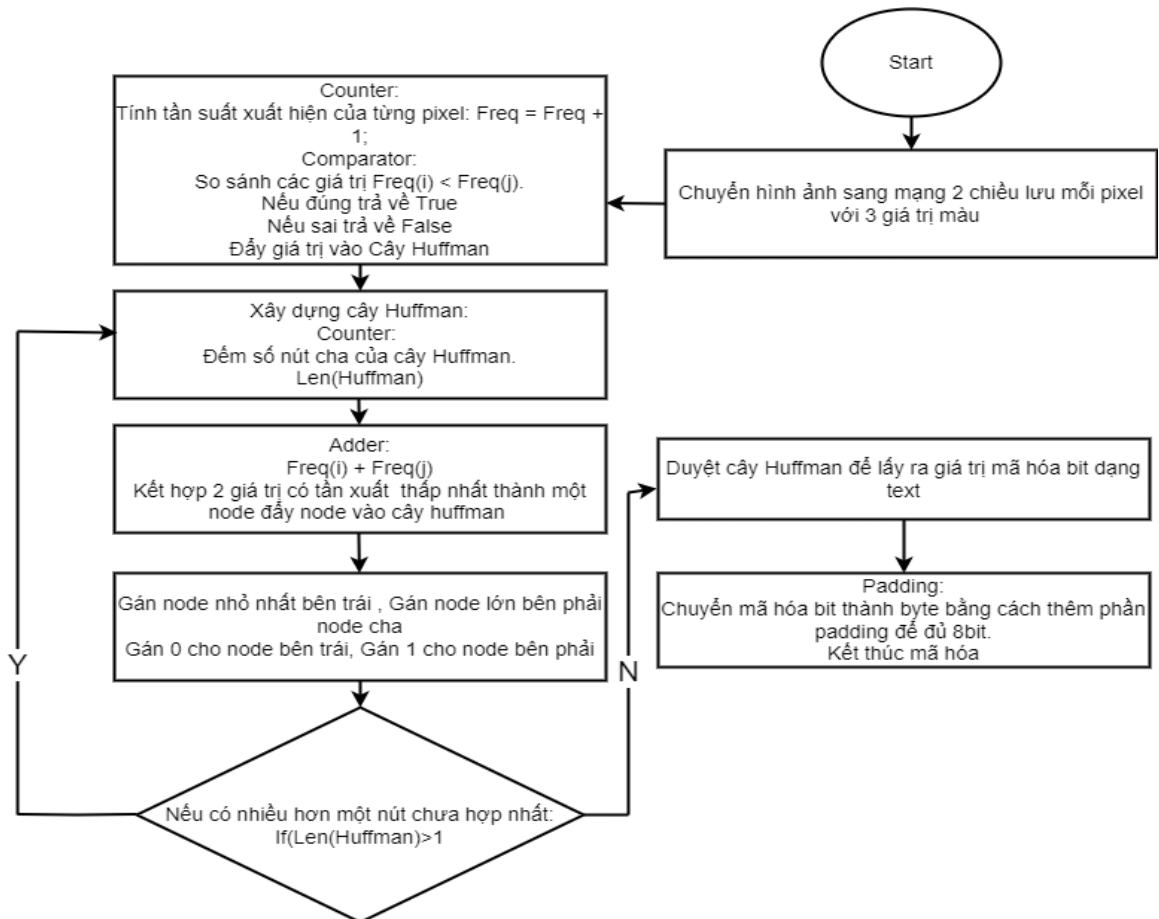 Start
Chuyển hình ảnh sang mạng 2 chiều lưu mỗi pixel
với 3 giá trị màu
Counter:
Tính tần suất xuất hiện của từng pixel: Freq = Freq +
1;
Comparator:
So sánh các giá trị Freq(i) < Freq(j).
Nếu đúng trả về True
Nếu sai trả về False
Đẩy giá trị vào Cây Huffman
Xây dựng cây Huffman:
Counter:
Đếm số nút cha của cây Huffman.
Len(Huffman)
Adder:
Freq(i) + Freq(j)
Kết hợp 2 giá trị có tần xuất thấp nhất thành một
node đẩy node vào cây huffman
Gán node nhỏ nhất bên trái , Gán node lớn bên phải
node cha
Gán 0 cho node bên trái, Gán 1 cho node bên phải
Nếu có nhiều hơn một nút chưa hợp nhất:
If(Len(Huffman)>1
Y
N
Duyệt cây Huffman để lấy ra giá trị mã hóa bit dạng
text
Padding:
Chuyển mã hóa bit thành byte bằng cách thêm phần
padding để đủ 8bit.
Kết thúc mã hóa